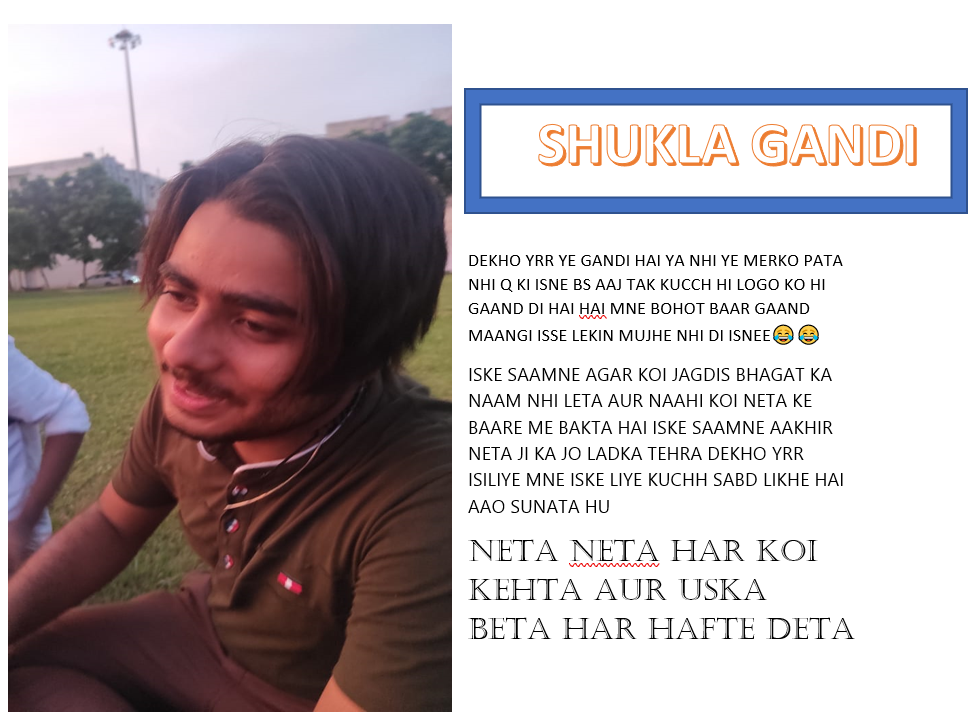 SHUKLA GANDI
DEKHO YRR YE GANDI HAI YA NHI YE MERKO PATA
NHI Q KI ISNE BS AAJ TAK KUCCH HI LOGO KO HI
GAAND DI HAI HAI MNE BOHOT BAAR GAAND
MAANGI ISSE LEKIN MUJHE NHI DI ISNEE😂😂
ISKE SAAMNE AGAR KOI JAGDIS BHAGAT KA
NAAM NHI LETA AUR NAAHI KOI NETA KE
BAARE ME BAKTA HAI ISKE SAAMNE AAKHIR
NETA JI KA JO LADKA TEHRA DEKHO YRR
ISILIYE MNE ISKE LIYE KUCHH SABD LIKHE HAI
AAO SUNATA HU
NETA NETA HAR KOI
KEHTA AUR USKA
BETA HAR HAFTE DETA